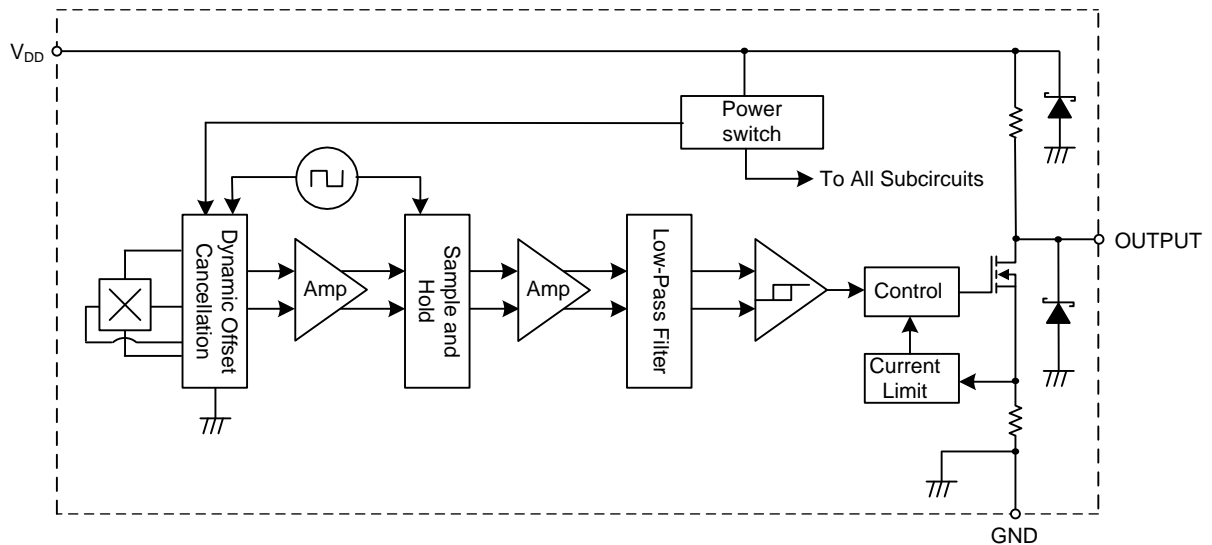 VDD
Power
switch
To All Subcircuits
OUTPUT
Dynamic Offset
Cancellation
Amp
Sample and
Hold
Amp
Low-Pass Filter
Control
Current
Limit
GND